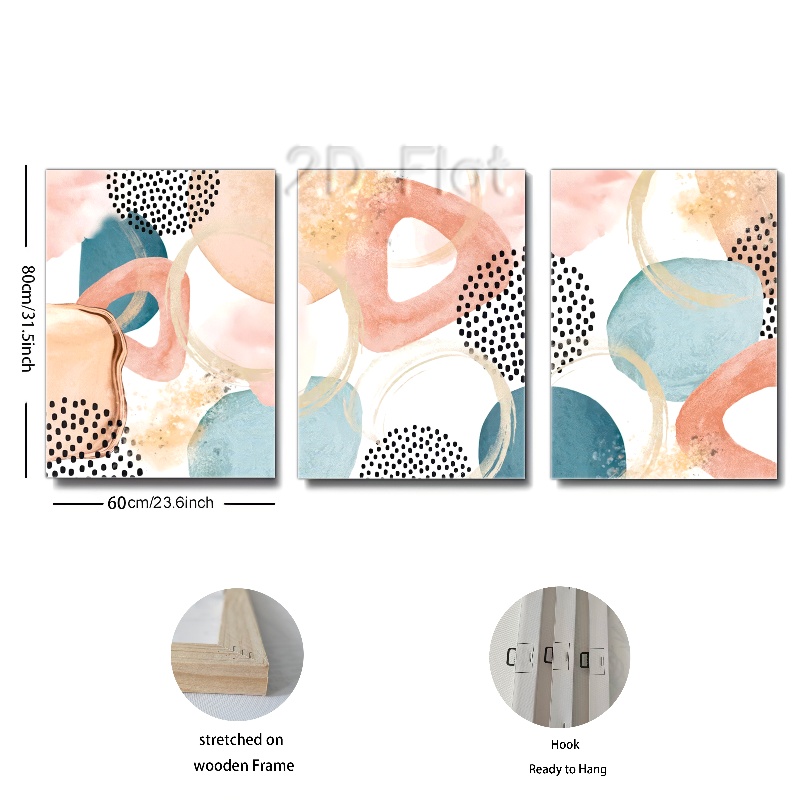 2D Flat
80cm/31.5inch
60cm/23.6inch
stretched on
wooden Frame
Hook
Ready to Hang